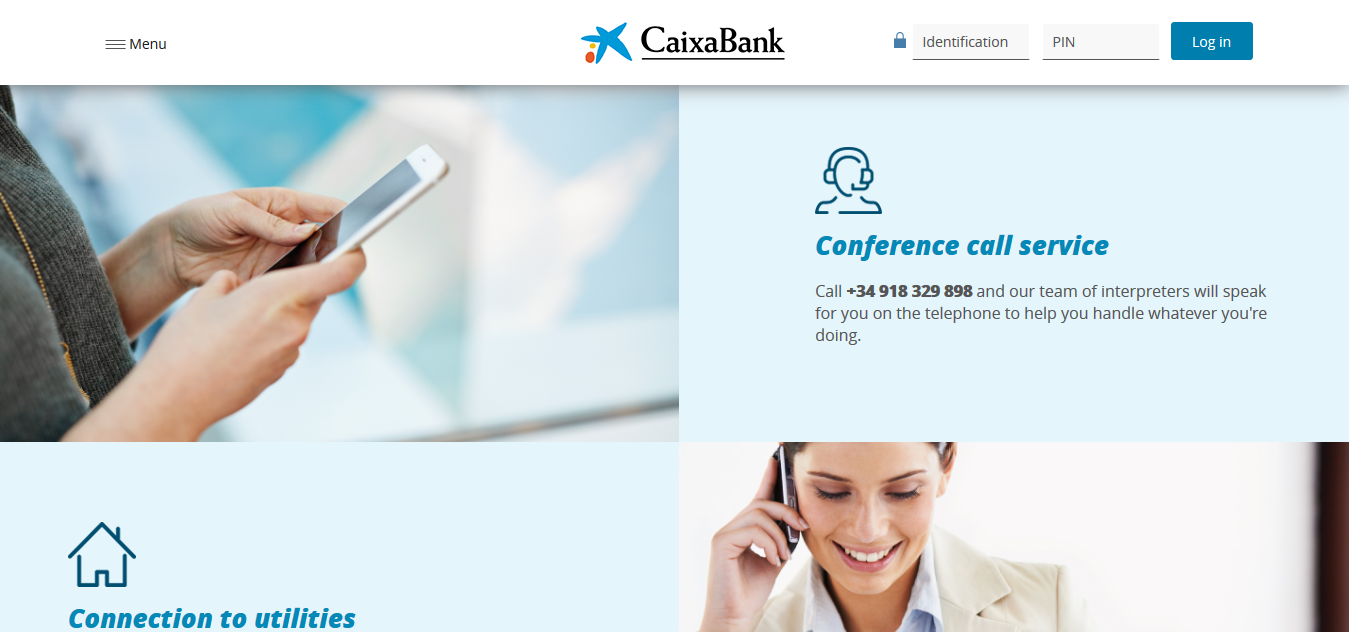 Menu
CaixaBank
Identification
PIN
Log in
Conference call service
Call +34 918 329 898 and our team of interpreters will speak
for you on the telephone to help you handle whatever you're
doing.
Connection to utilities